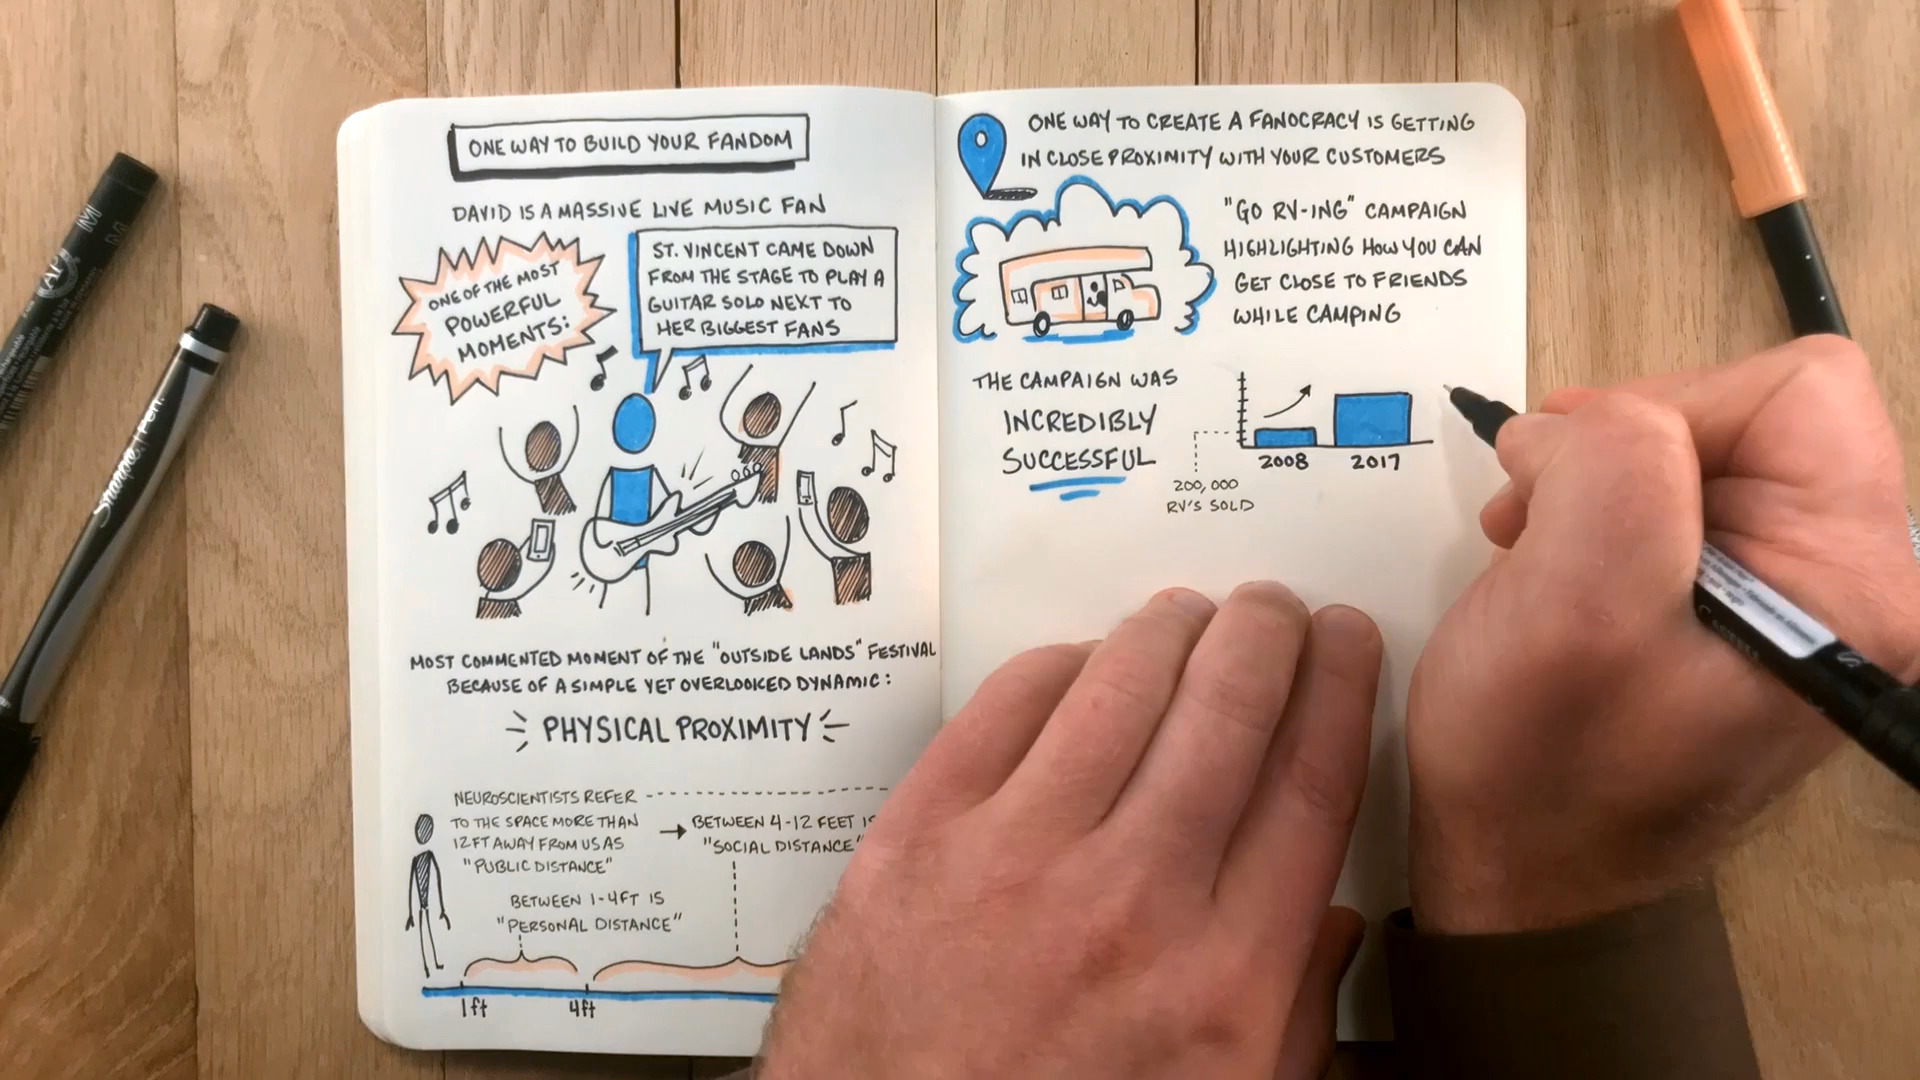 ONE WAY TO BUILD YOUR FANDOM
DAVID IS A MASSIVE LIVE MUSIC FAN
ONE OF THE MOST
POWERFUL
MOMENTS:
ST. VINCENT CAME DOWN
FROM THE STAGE TO PLAY A
GUITAR SOLO NEXT TO
HER BIGGEST FANS
MOST COMMENTED MOMENT OF THE "OUTSIDE LANDS" FESTIVAL
BECAUSE OF A SIMPLE YET OVERLOOKED DYNAMIC:
PHYSICAL PROXIMITY
NEUROSCIENTISTS REFER
TO THE SPACE MORE THAN
12FT AWAY FROM US AS
"PUBLIC DISTANCE"
BETWEEN 4-12 FEET IS
"SOCIAL DISTANCE"
BETWEEN 1-4FT IS
"PERSONAL DISTANCE"
1ft
4ft
ONE WAY TO CREATE A FANOCRACY IS GETTING
IN CLOSE PROXIMITY WITH YOUR CUSTOMERS
"GO RV-ING" CAMPAIGN
HIGHLIGHTING HOW YOU CAN
GET CLOSE TO FRIENDS
WHILE CAMPING
THE CAMPAIGN WAS
INCREDIBLY
SUCCESSFUL
2008
2017
200,000
RV'S SOLD
Sharpie Pen.